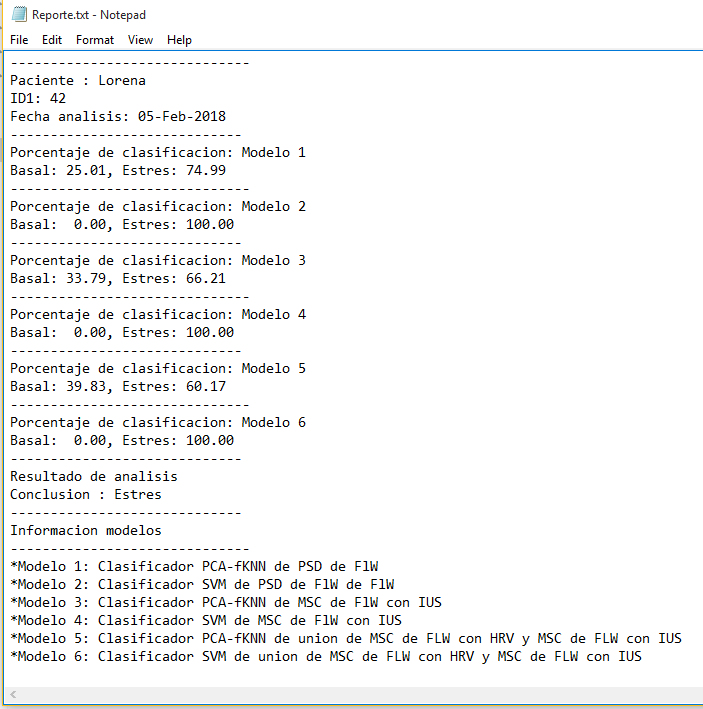 Reporte.txt - Notepad
File Edit Format View Help
------------------------------
Paciente : Lorena
ID1: 42
Fecha analisis: 05-Feb-2018
-----------------------------
Porcentaje de clasificacion: Modelo 1
Basal: 25.01, Estres: 74.99
------------------------------
Porcentaje de clasificacion: Modelo 2
Basal:  0.00, Estres: 100.00
-----------------------------
Porcentaje de clasificacion: Modelo 3
Basal: 33.79, Estres: 66.21
------------------------------
Porcentaje de clasificacion: Modelo 4
Basal:  0.00, Estres: 100.00
-----------------------------
Porcentaje de clasificacion: Modelo 5
Basal: 39.83, Estres: 60.17
------------------------------
Porcentaje de clasificacion: Modelo 6
Basal:  0.00, Estres: 100.00
-----------------------------
Resultado de analisis
Conclusion : Estres
-----------------------------
Informacion modelos
------------------------------
*Modelo 1: Clasificador PCA-fKNN de PSD de FlW
*Modelo 2: Clasificador SVM de PSD de FlW de FlW
*Modelo 3: Clasificador PCA-fKNN de MSC de FlW con IUS
*Modelo 4: Clasificador SVM de MSC de FlW con IUS
*Modelo 5: Clasificador PCA-fKNN de union de MSC de FLW con HRV y MSC de FLW con IUS
*Modelo 6: Clasificador SVM de union de MSC de FLW con HRV y MSC de FLW con IUS